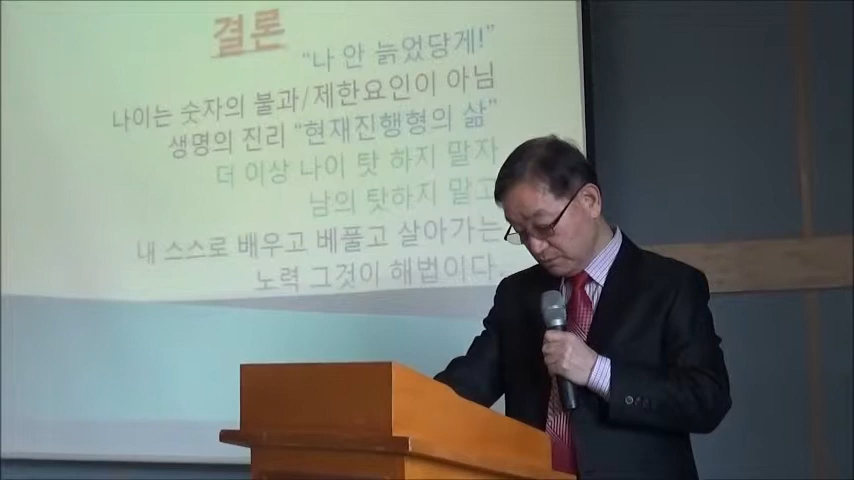 결론
“나 안 늙었당게!”
나이는 숫자의 불과/제한요인이 아님
생명의 진리 “현재진행형의 삶”
더 이상 나이 탓 하지 말자
남의 탓하지 말고
내 스스로 배우고 베풀고 살아가는
노력 그것이 해법이다.